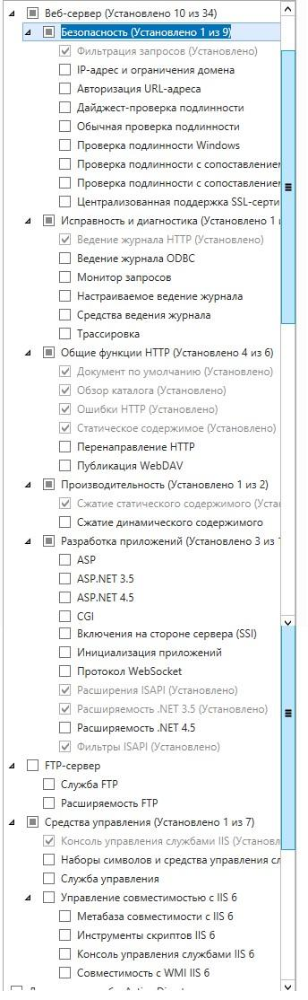 Веб-сервер (Установлено 10 из 34)
Безопасность (Установлено 1 из 9)
Фильтрация запросов (Установлено)
IP-адрес и ограничения домена
Авторизация URL-адреса
Дайджест-проверка подлинности
Обычная проверка подлинности
Проверка подлинности Windows
Проверка подлинности с сопоставление
Проверка подлинности с сопоставление
Централизованная поддержка SSL-серти
Исправность и диагностика (Установлено 1
Ведение журнала HTTP (Установлено)
Ведение журнала ODBC
Монитор запросов
Настраиваемое ведение журнала
Средства ведения журнала
Трассировка
Общие функции HTTP (Установлено 4 из 6)
Документ по умолчанию (Установлено)
Обзор каталога (Установлено)
Ошибки HTTP (Установлено)
Статическое содержимое (Установлено)
Перенаправление HTTP
Публикация WebDAV
Производительность (Установлено 1 из 2)
Сжатие статического содержимого (Уста
Сжатие динамического содержимого
Разработка приложений (Установлено 3 из 1
ASP
ASP.NET 3.5
ASP.NET 4.5
CGI
Включения на стороне сервера (SSI)
Инициализация приложений
Протокол WebSocket
Расширения ISAPI (Установлено)
Расширяемость .NET 3.5 (Установлено)
Расширяемость .NET 4.5
Фильтры ISAPI (Установлено)
FTP-сервер
Служба FTP
Расширяемость FTP
Средства управления (Установлено 1 из 7)
Консоль управления службами IIS (Установл
Наборы символов и средства управления сл
Служба управления
Управление совместимостью с IIS 6
Метабаза совместимости с IIS 6
Инструменты скриптов IIS 6
Консоль управления службами IIS 6
Совместимость с WMI IIS 6